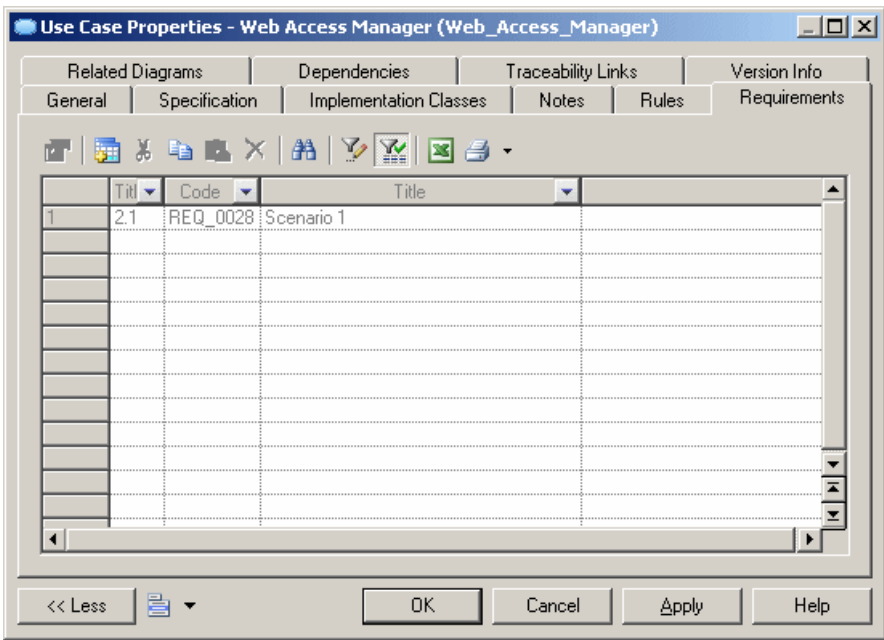 Use Case Properties - Web Access Manager (Web_Access_Manager)
Related Diagrams Dependencies Traceability Links Version Info
General Specification Implementation Classes Notes Rules Requirements
Titl Code Title
1 2.1 REQ_0028 Scenario 1
<< Less OK Cancel Apply Help